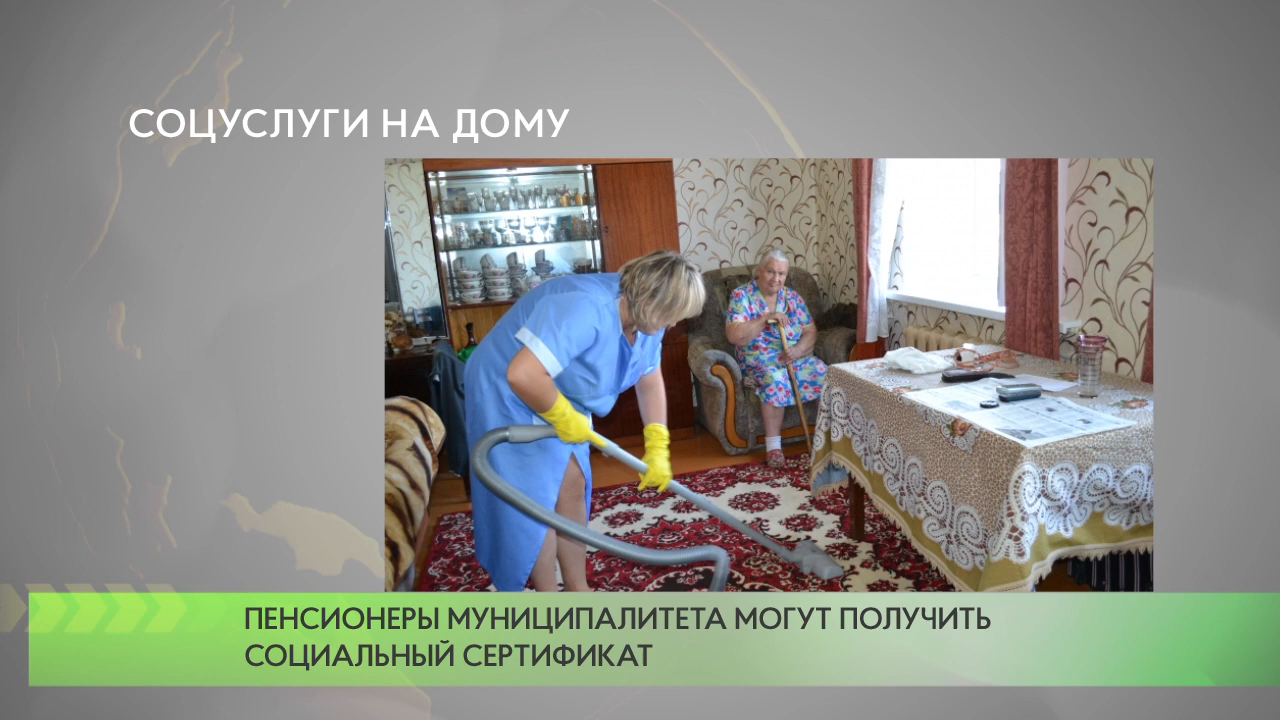 СОЦУСЛУГИ НА ДОМУ
ПЕНСИОНЕРЫ МУНИЦИПАЛИТЕТА МОГУТ ПОЛУЧИТЬ
СОЦИАЛЬНЫЙ СЕРТИФИКАТ